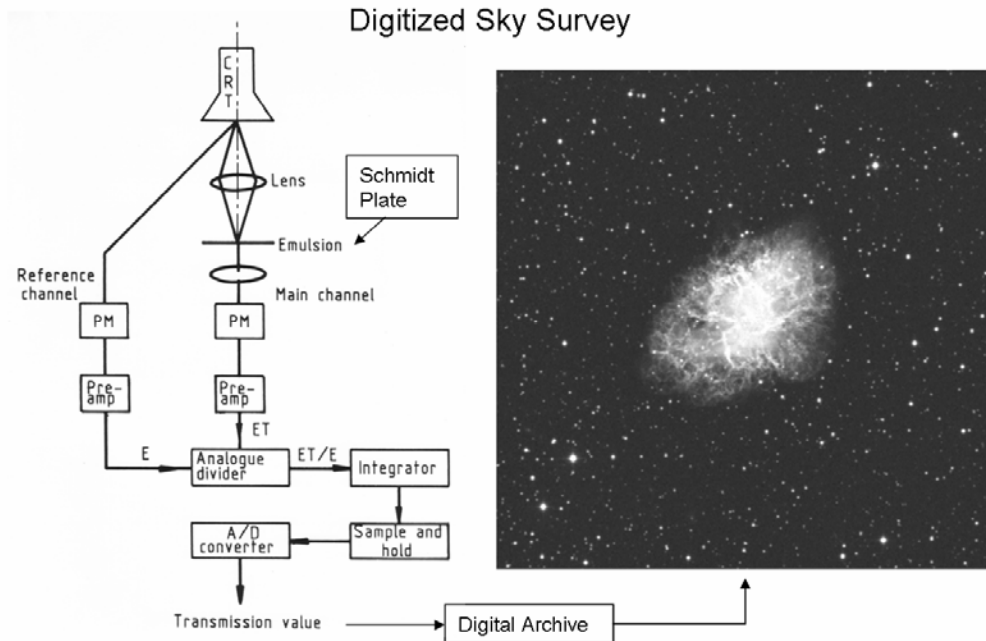 Digitized Sky Survey
CRT
Lens
Schmidt
Plate
Emulsion
Reference
channel
Main channel
PM
PM
Pre-
amp
Pre-
amp
E
ET
Analogue
divider
ET/E
Integrator
A/D
converter
Sample and
hold
Transmission value
Digital Archive